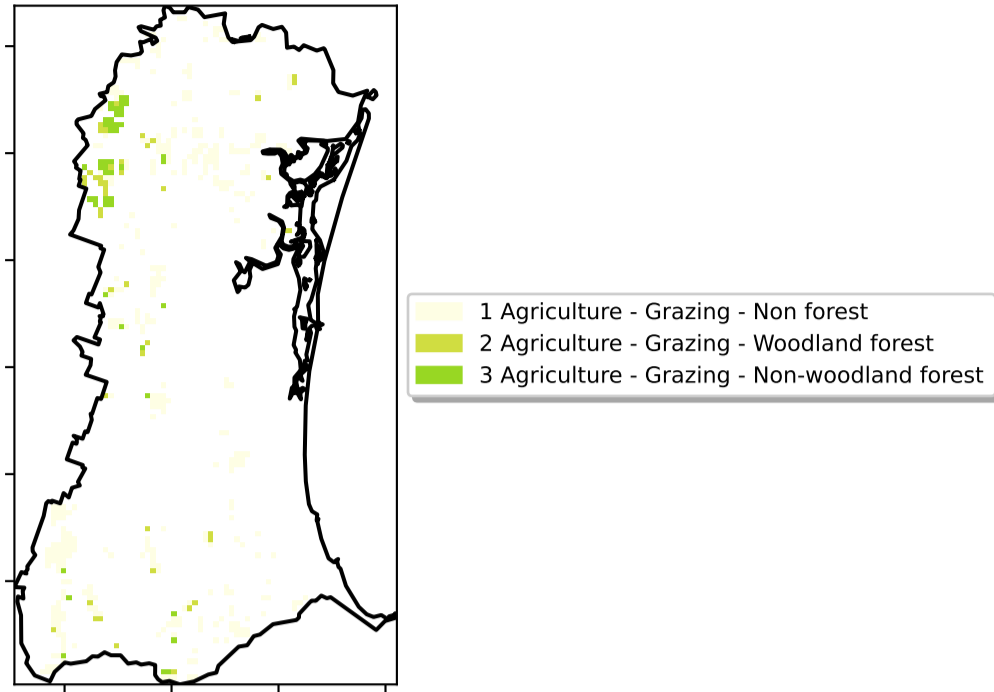 1 Agriculture - Grazing - Non forest
2 Agriculture - Grazing - Woodland forest
3 Agriculture - Grazing - Non-woodland forest